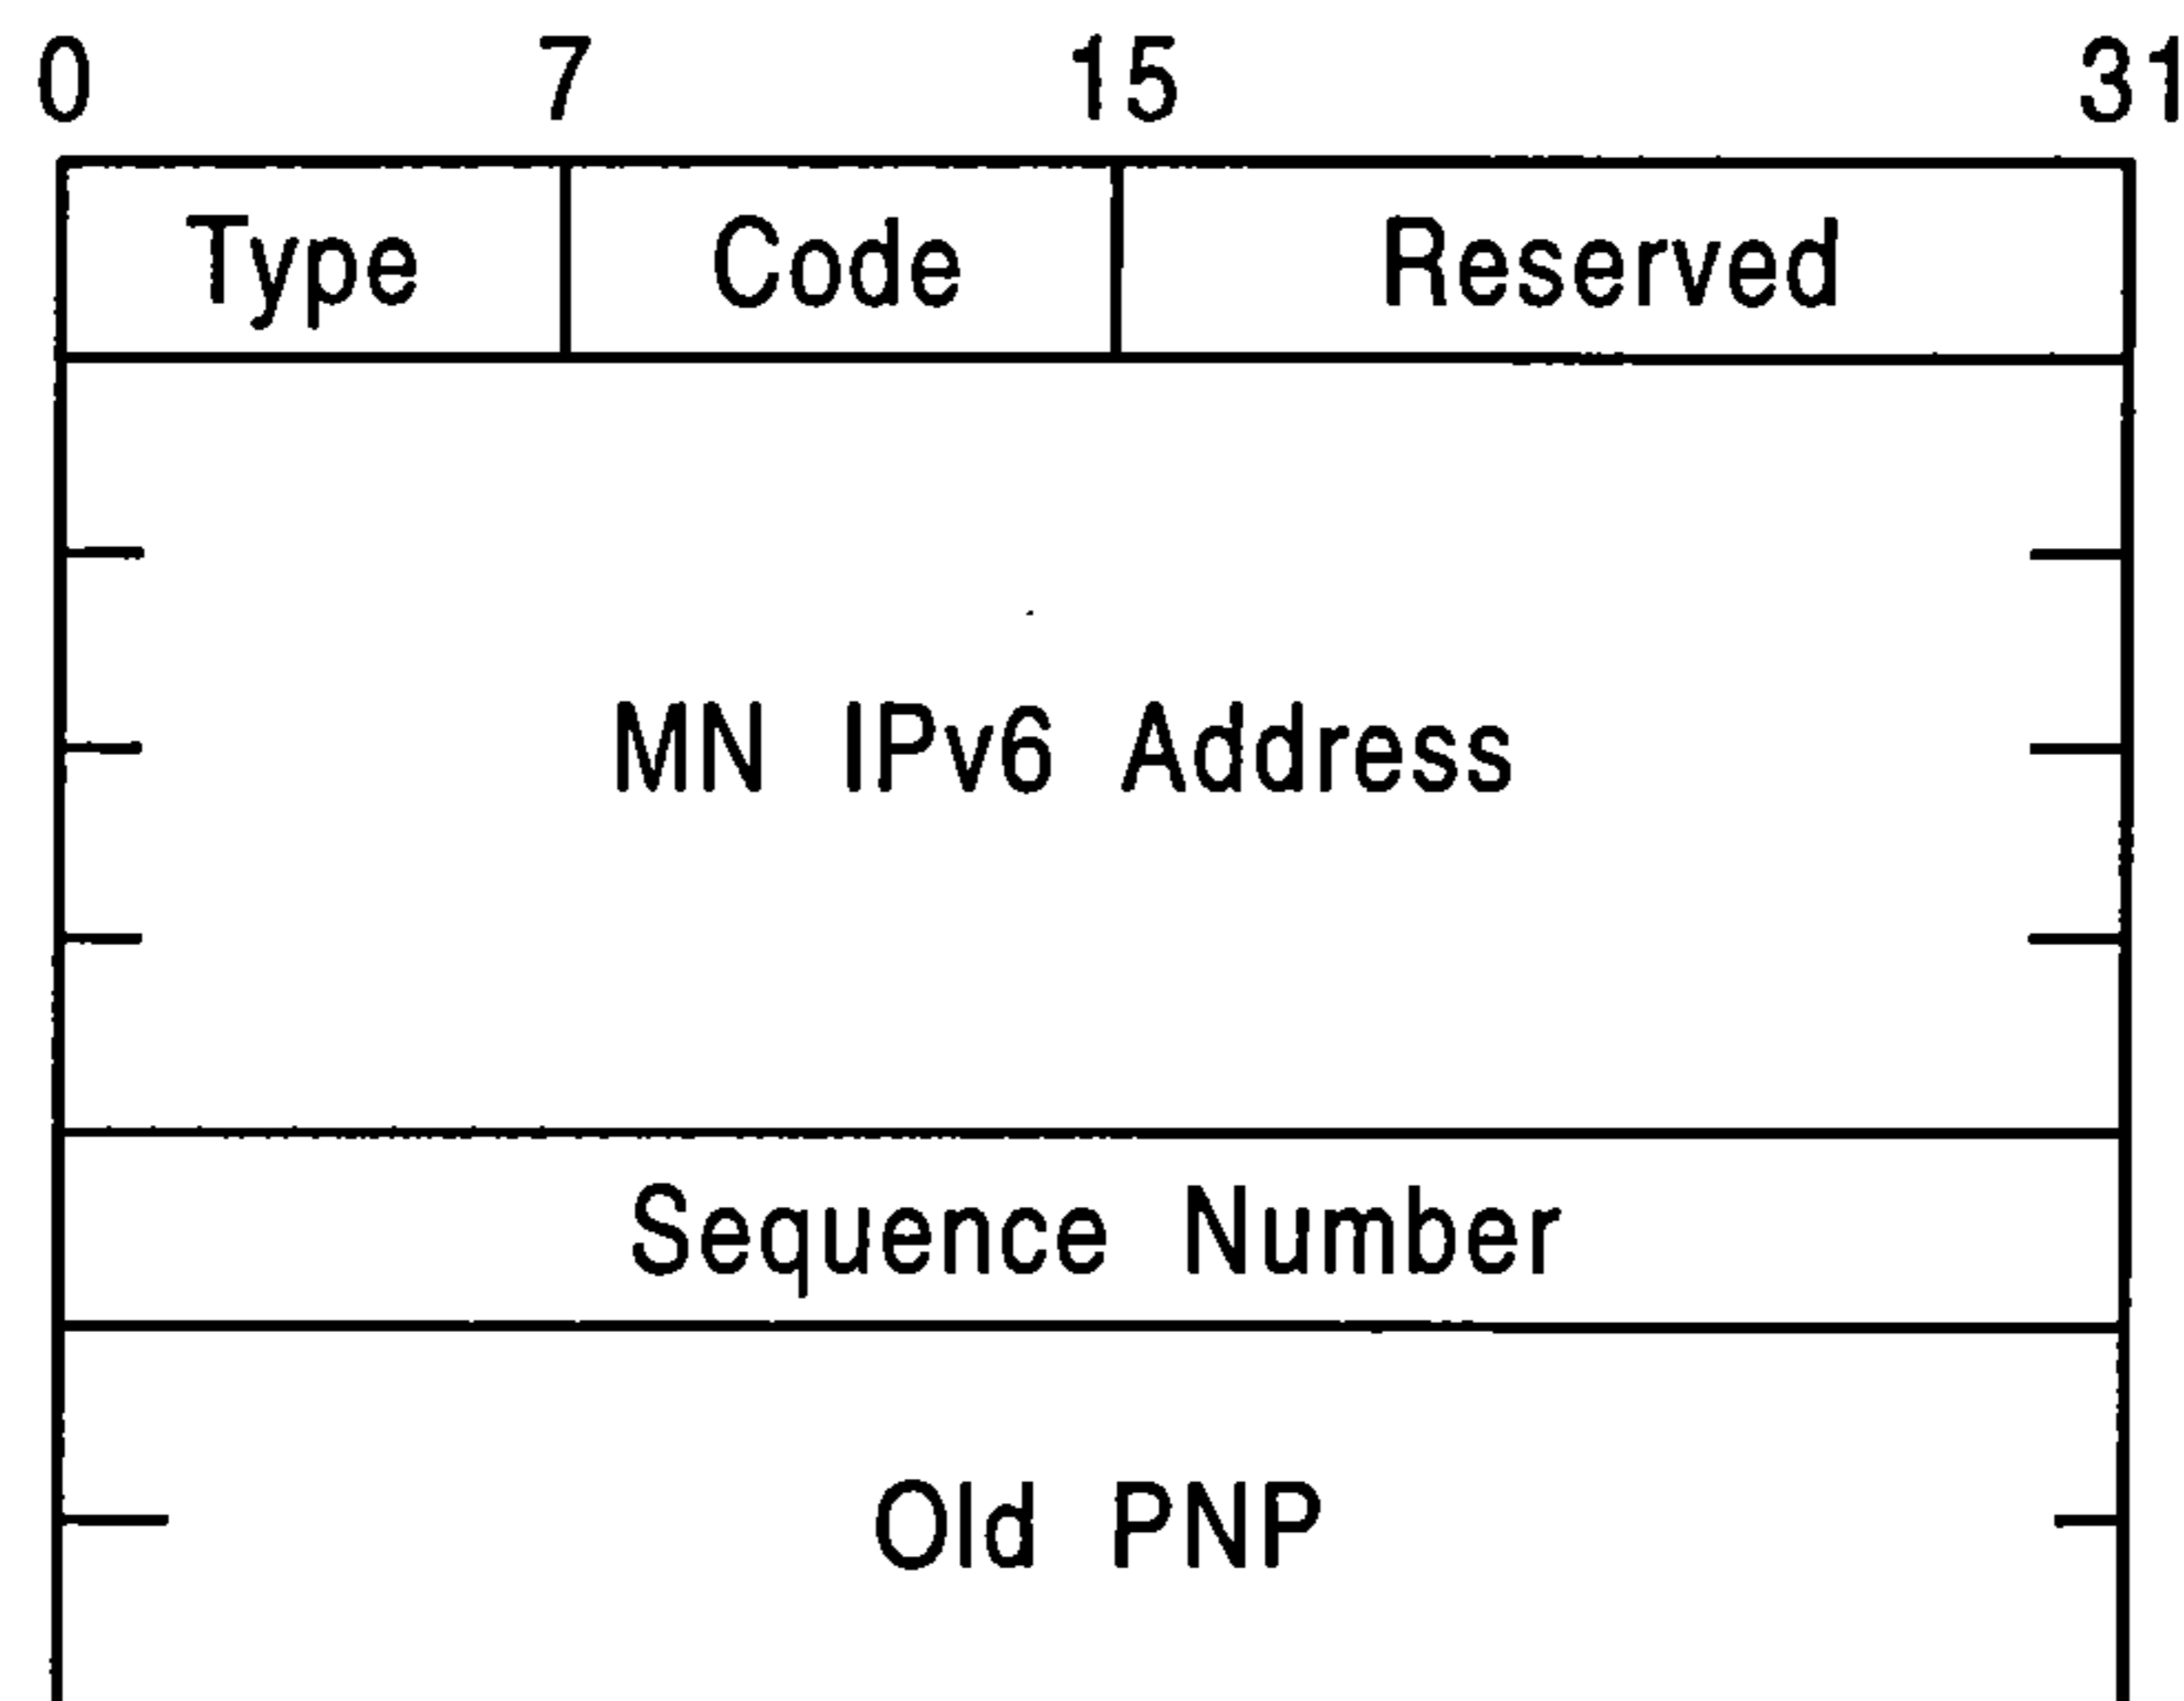 0 7 15 31
Type Code Reserved
MN IPv6 Address
Sequence Number
Old PNP